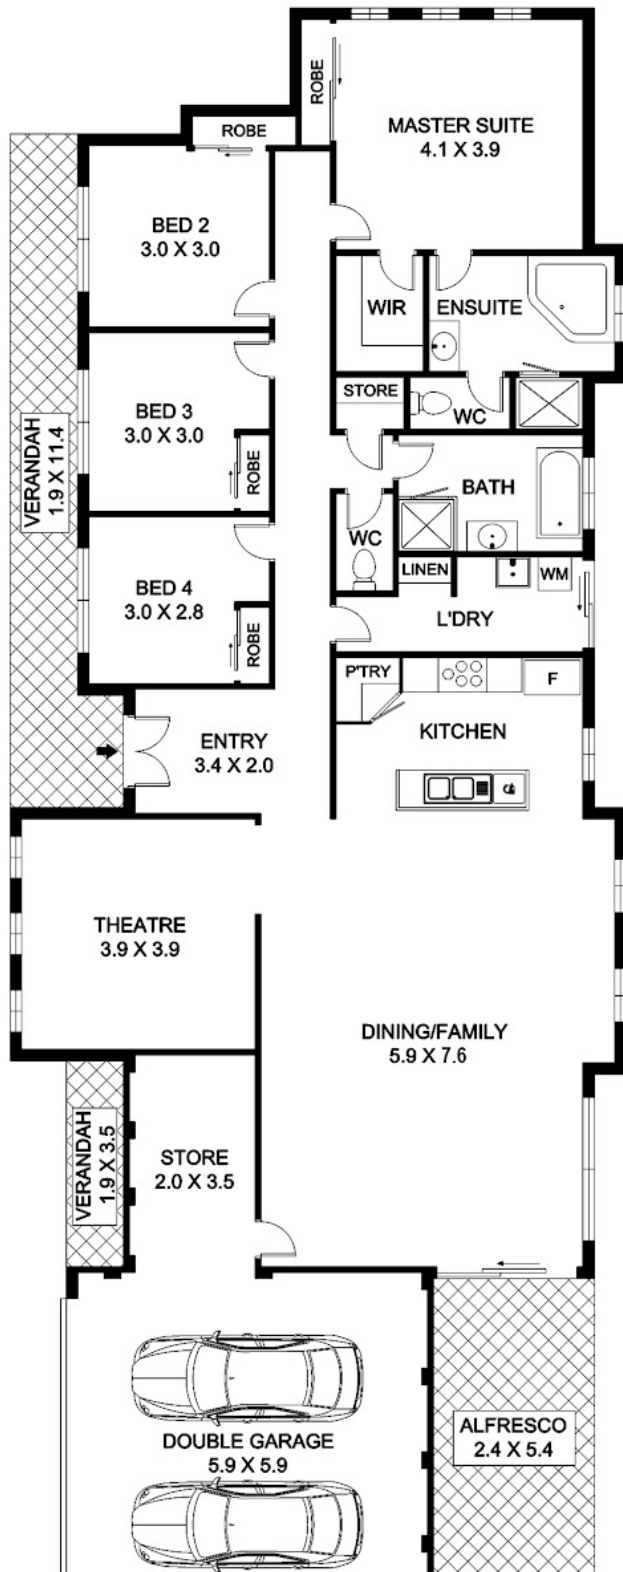 ROBE
MASTER SUITE
4.1 X 3.9
ROBE
BED 2
3.0 X 3.0
WIR
ENSUITE
STORE
WC
BED 3
3.0 X 3.0
ROBE
VERANDAH
1.9 X 11.4
BATH
WC
BED 4
3.0 X 2.8
ROBE
LINEN
WM
L'DRY
P'TRY
F
KITCHEN
ENTRY
3.4 X 2.0
THEATRE
3.9 X 3.9
DINING/FAMILY
5.9 X 7.6
VERANDAH
1.9 X 3.5
STORE
2.0 X 3.5
DOUBLE GARAGE
5.9 X 5.9
ALFRESCO
2.4 X 5.4